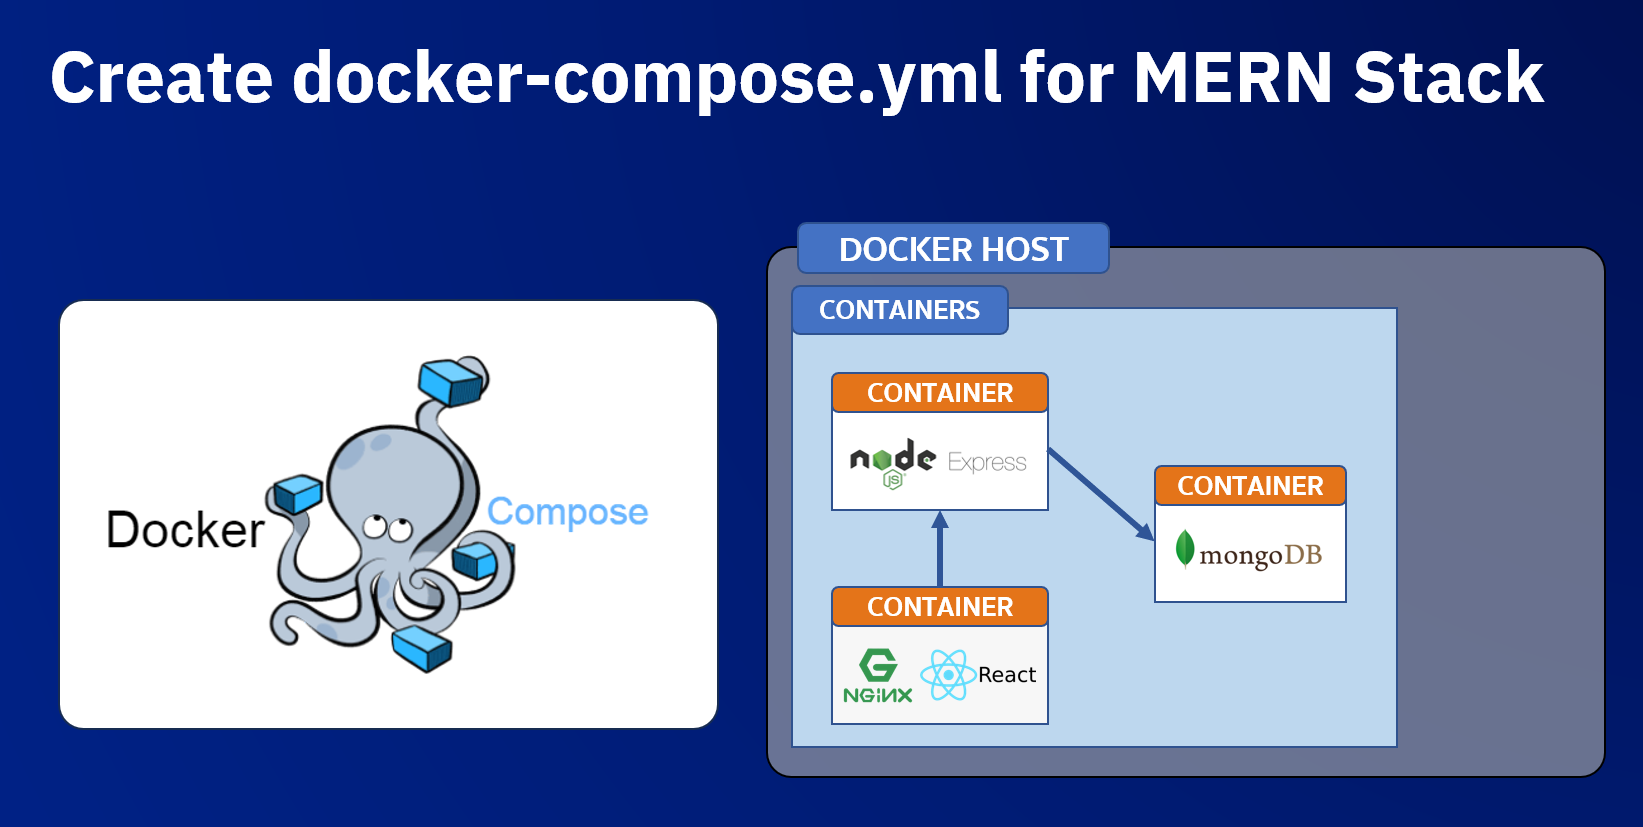 Create docker-compose.yml for MERN Stack
DOCKER HOST
CONTAINERS
CONTAINER
node
JS
Express
CONTAINER
mongoDB
CONTAINER
NGINX
React
Docker
Compose